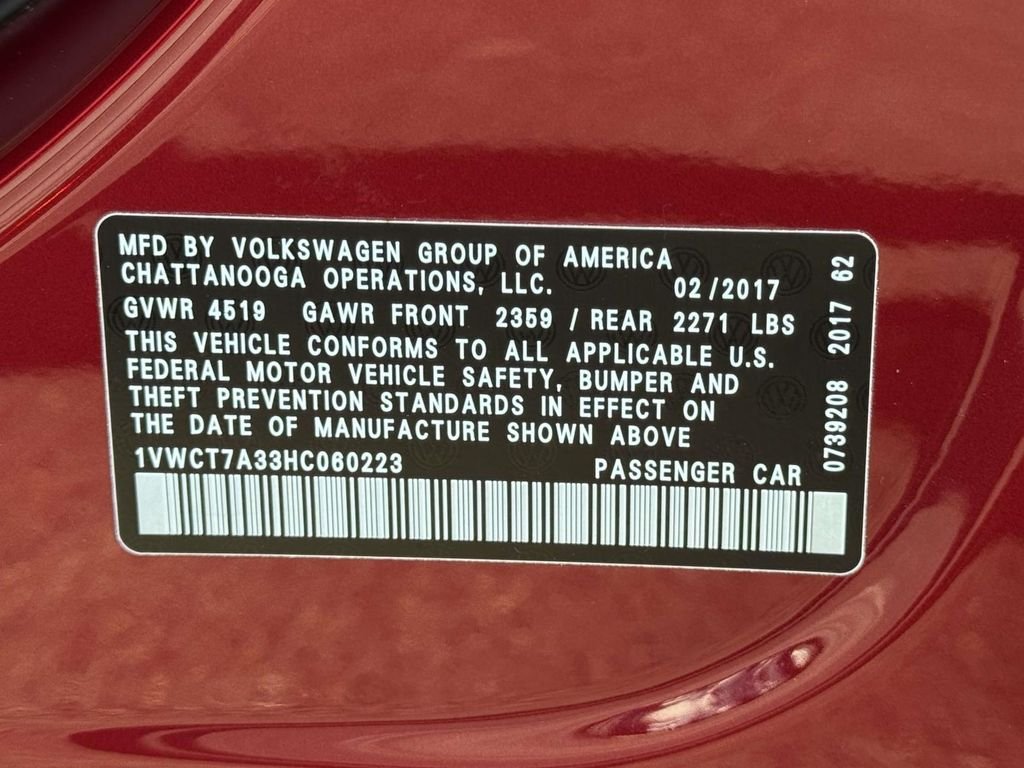 MFD BY VOLKSWAGEN GROUP OF AMERICA
CHATTANOOGA OPERATIONS, LLC. 02/2017
GVWR 4519 GAWR FRONT 2359 / REAR 2271 LBS
THIS VEHICLE CONFORMS TO ALL APPLICABLE U.S.
FEDERAL MOTOR VEHICLE SAFETY, BUMPER AND
THEFT PREVENTION STANDARDS IN EFFECT ON
THE DATE OF MANUFACTURE SHOWN ABOVE
1VWCT7A33HC060223 PASSENGER CAR
0739208 2017 62